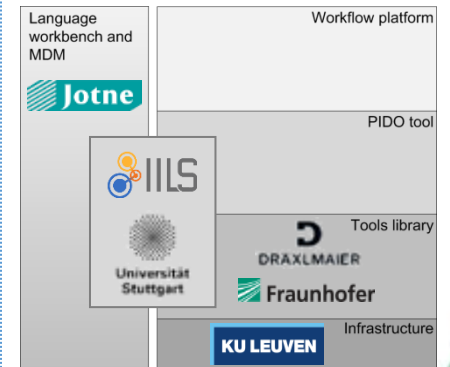 Language
workbench and
MDM
Jotne
Workflow platform
PIDO tool
IILS
Universität
Stuttgart
Tools library
DRÄXLMAIER
Fraunhofer
Infrastructure
KU LEUVEN